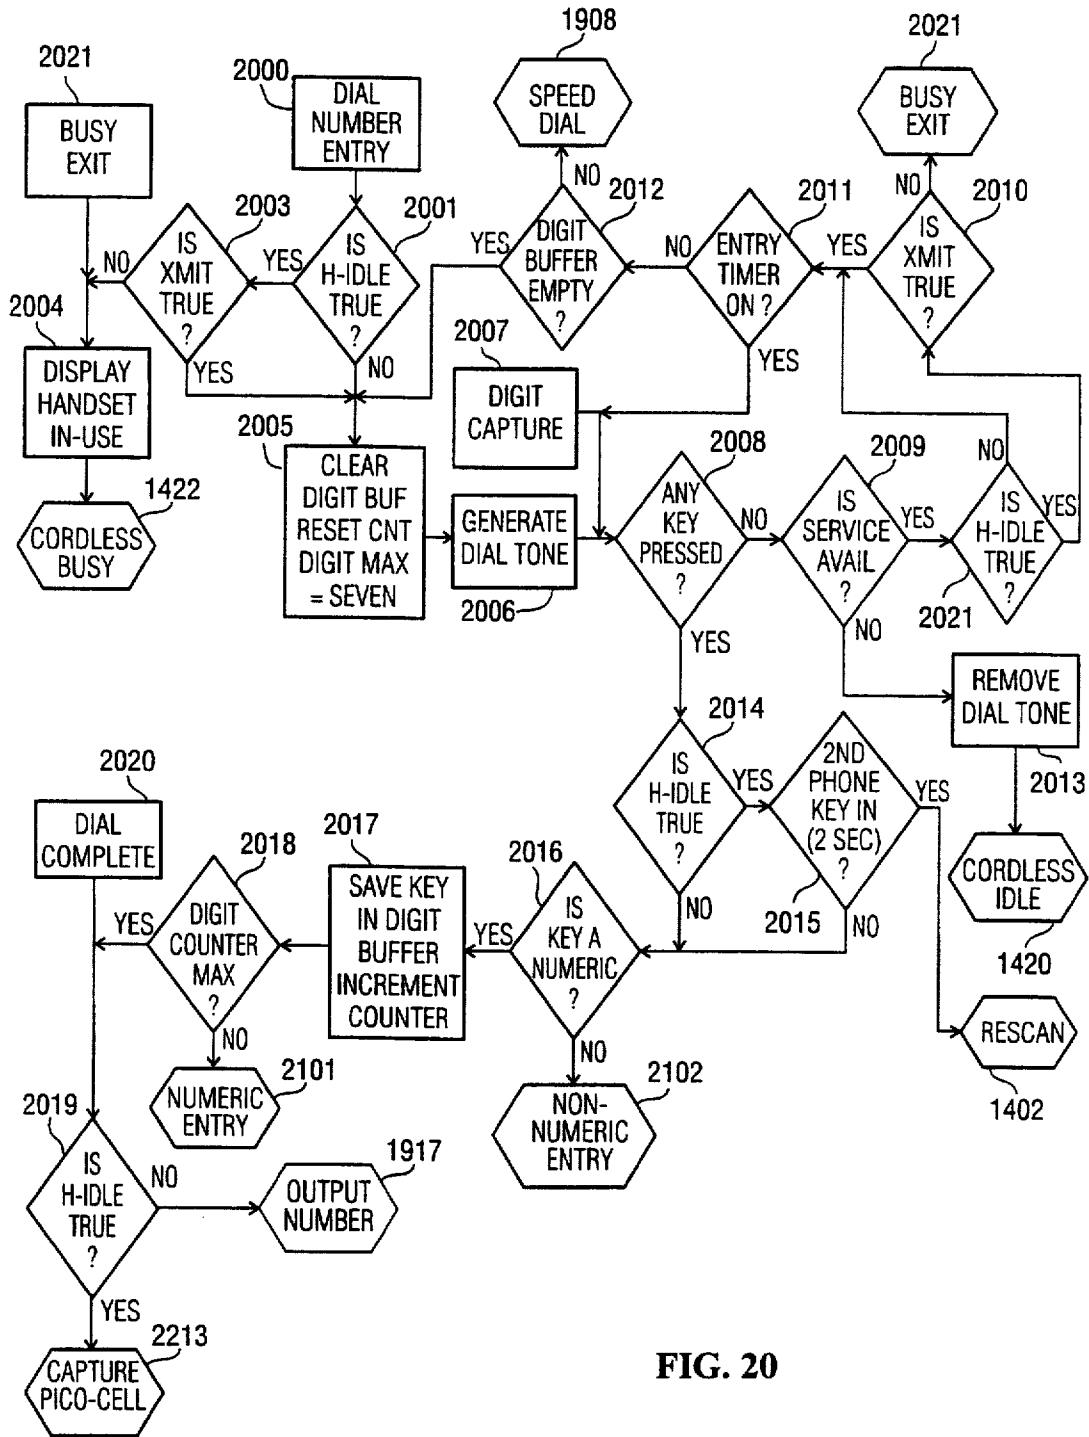 1908
SPEED
DIAL
2021
BUSY
EXIT
2021
BUSY
EXIT
2000
DIAL
NUMBER
ENTRY
NO
NO
2003
IS
XMIT
TRUE
?
NO
YES
2001
IS
H-IDLE
TRUE
?
YES
NO
2012
DIGIT
BUFFER
EMPTY
?
YES
2011
ENTRY
TIMER
ON ?
NO
YES
2010
IS
XMIT
TRUE
?
YES
2004
DISPLAY
HANDSET
IN-USE
2007
DIGIT
CAPTURE
2005
CLEAR
DIGIT BUF
RESET CNT
DIGIT MAX
= SEVEN
1422
CORDLESS
BUSY
GENERATE
DIAL TONE
2006
2008
ANY
KEY
PRESSED
?
NO
YES
2009
IS
SERVICE
AVAIL
?
YES
NO
NO
IS
H-IDLE
TRUE
?
YES
2021
REMOVE
DIAL TONE
2013
2014
IS
H-IDLE
TRUE
?
YES
NO
2ND
PHONE
KEY IN
(2 SEC)
?
YES
2015
NO
CORDLESS
IDLE
1420
2020
DIAL
COMPLETE
2018
DIGIT
COUNTER
MAX
?
YES
NO
2017
SAVE KEY
IN DIGIT
BUFFER
INCREMENT
COUNTER
2016
IS
KEY A
NUMERIC
?
YES
NO
RESCAN
1402
2101
NUMERIC
ENTRY
2102
NON-
NUMERIC
ENTRY
2019
IS
H-IDLE
TRUE
?
NO
YES
1917
OUTPUT
NUMBER
2213
CAPTURE
PICO-CELL
FIG. 20